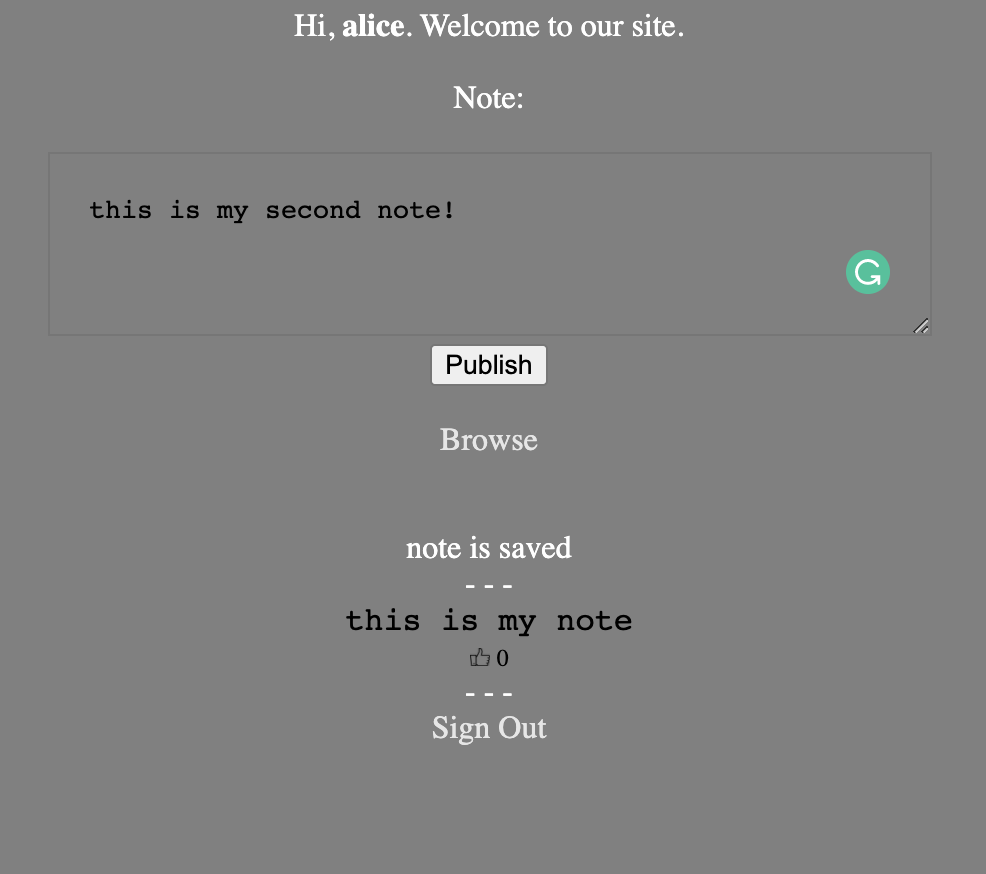 Hi, alice. Welcome to our site.
Note:
this is my second note!
Publish
Browse
note is saved
---
this is my note
0
---
Sign Out